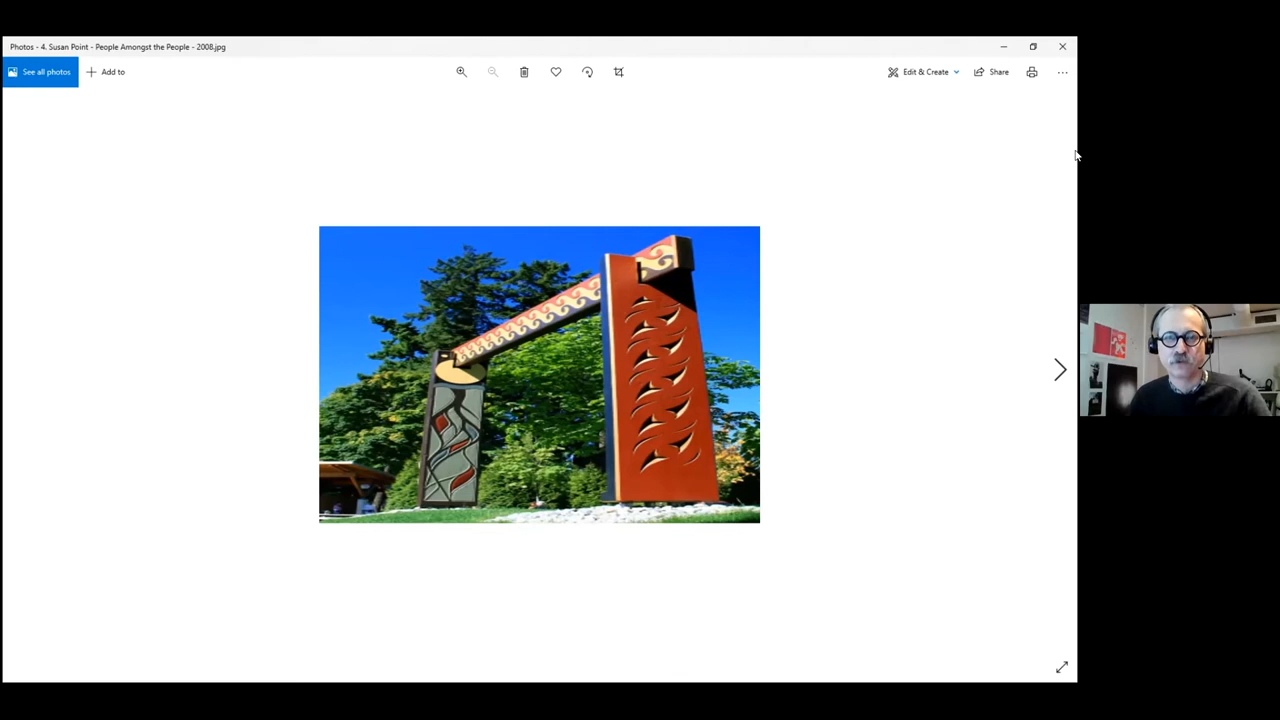 Photos - 4. Susan Point - People Amongst the People - 2008.jpg
See all photos
Add to
Edit & Create
Share